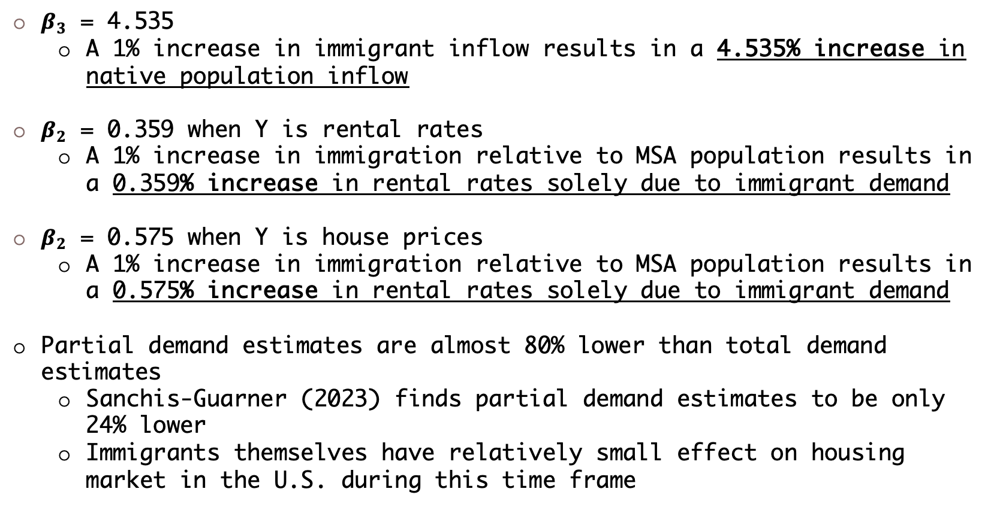 ○ β₃ = 4.535
○ A 1% increase in immigrant inflow results in a 4.535% increase in
native population inflow
○ β₂ = 0.359 when Y is rental rates
○ A 1% increase in immigration relative to MSA population results in
a 0.359% increase in rental rates solely due to immigrant demand
○ β₂ = 0.575 when Y is house prices
○ A 1% increase in immigration relative to MSA population results in
a 0.575% increase in rental rates solely due to immigrant demand
○ Partial demand estimates are almost 80% lower than total demand
estimates
○ Sanchis-Guarner (2023) finds partial demand estimates to be only
24% lower
○ Immigrants themselves have relatively small effect on housing
market in the U.S. during this time frame